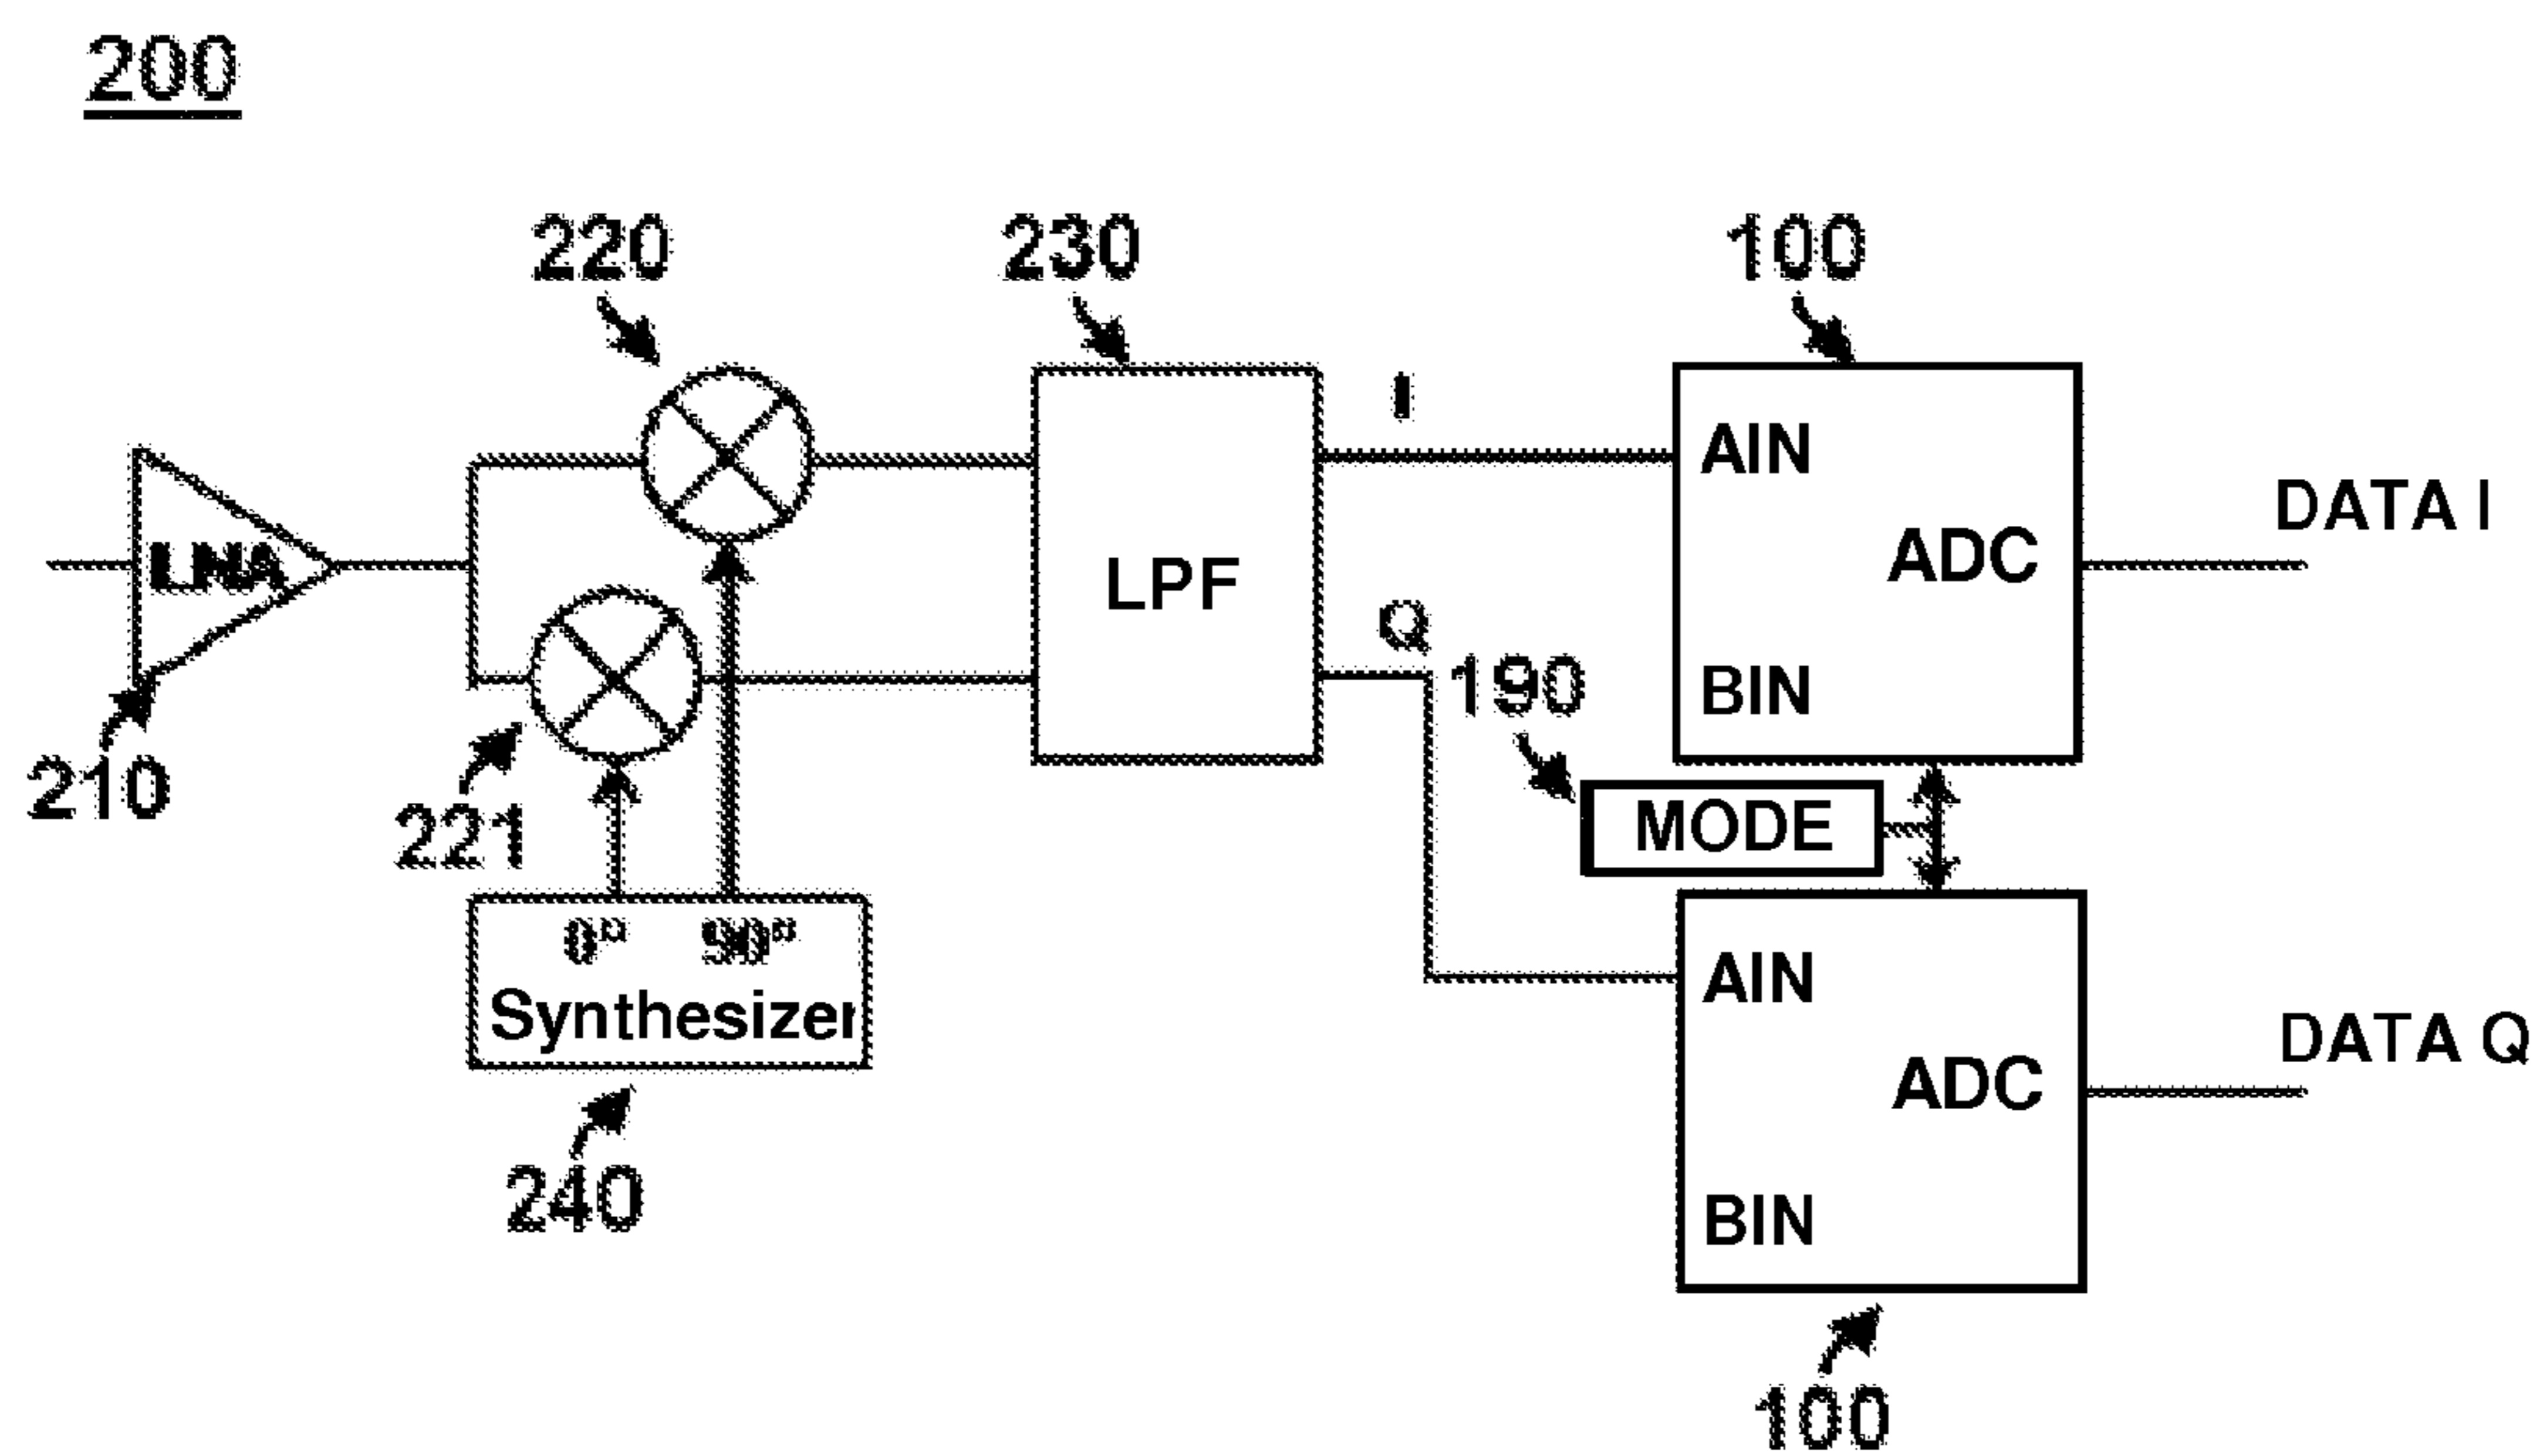 200
220
230
100
I
AIN
LNA
LPF
ADC
DATA I
Q
190
BIN
210
221
MODE
0° 90°
Synthesizer
AIN
ADC
DATA Q
240
BIN
100